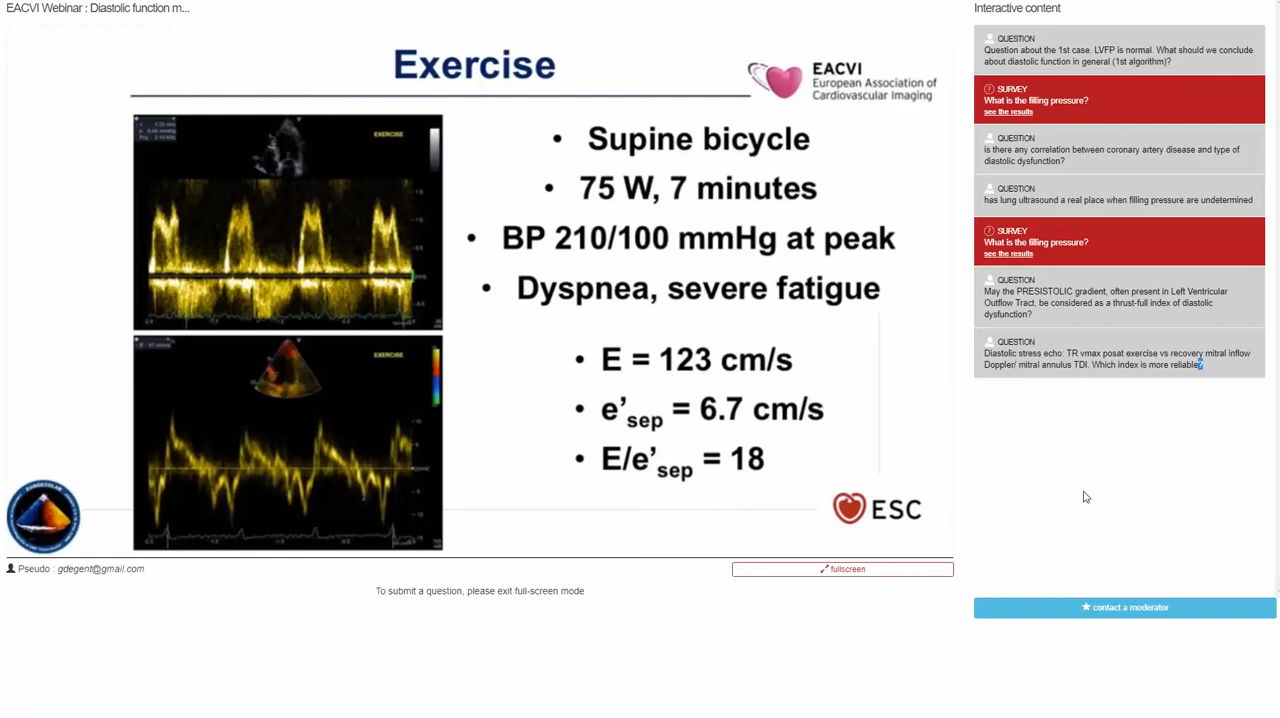 EACVI Webinar : Diastolic function m...
Exercise
EACVI
European Association of
Cardiovascular Imaging
EXERCISE
• Supine bicycle
• 75 W, 7 minutes
• BP 210/100 mmHg at peak
• Dyspnea, severe fatigue
EXERCISE
• E = 123 cm/s
• e'sep = 6.7 cm/s
• E/e'sep = 18
ESC
Pseudo : gdegent@gmail.com
fullscreen
To submit a question, please exit full-screen mode
Interactive content
QUESTION
Question about the 1st case. LVFP is normal. What should we conclude
about diastolic function in general (1st algorithm)?
SURVEY
What is the filling pressure?
see the results
QUESTION
is there any correlation between coronary artery disease and type of
diastolic dysfunction?
QUESTION
has lung ultrasound a real place when filling pressure are undetermined
SURVEY
What is the filling pressure?
see the results
QUESTION
May the PRESISTOLIC gradient, often present in Left Ventricular
Outflow Tract, be considered as a thrust-full index of diastolic
dysfunction?
QUESTION
Diastolic stress echo: TR vmax posat exercise vs recovery mitral inflow
Doppler/ mitral annulus TDI. Which index is more reliable?
contact a moderator